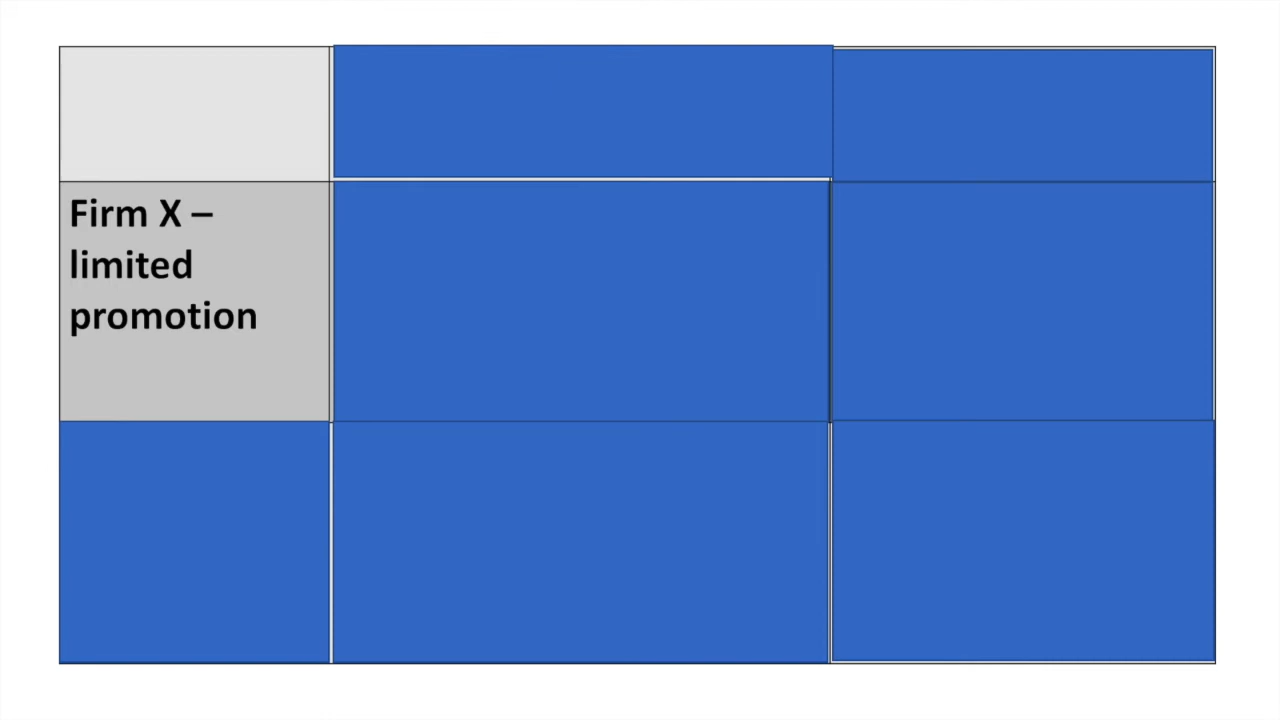 Firm X –
limited
promotion